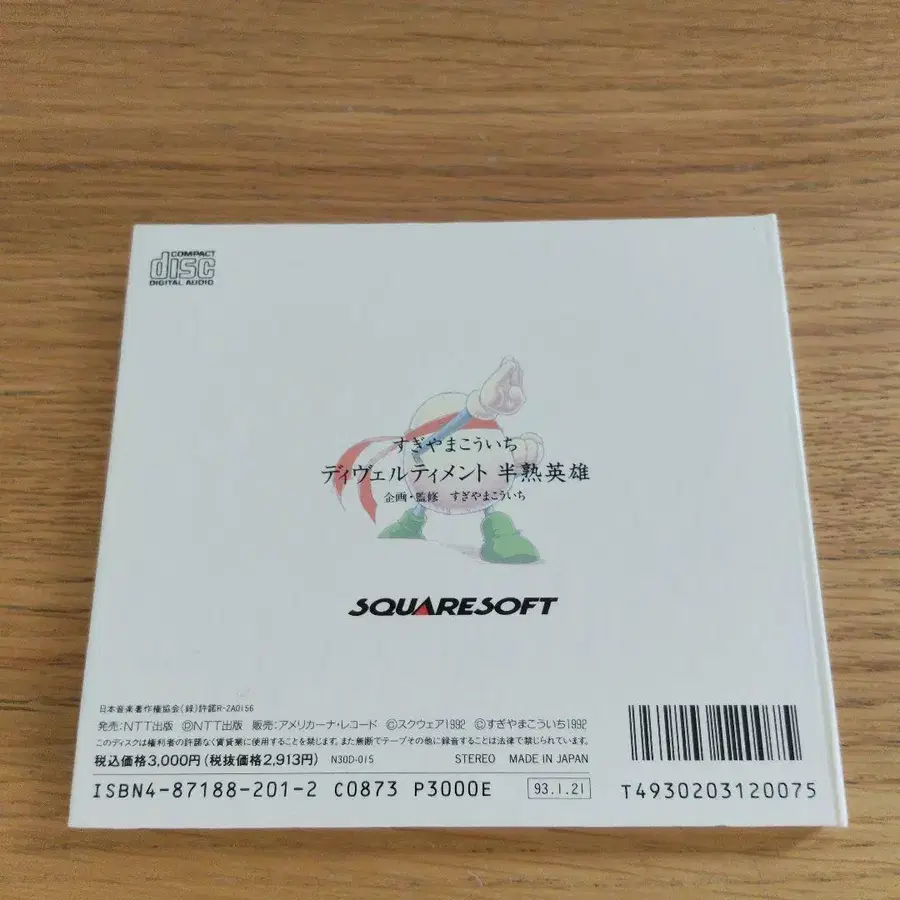 COMPACT
disc
DIGITAL AUDIO
すぎやまこういち
ディヴェルティメント 半熟英雄
企画・監修 すぎやまこういち
SQUARESOFT
日本音楽著作権協会(録)許諾R-2A0156
発売:NTT出版 ⓅNTT出版 販売:アメリカーナ・レコード ©スクウェア1992 ©すぎやまこういち1992
このディスクは権利者の許諾なく賃貸業に使用することを禁じます。また無断でテープその他に録音することは法律で禁じられています。
税込価格3,000円(税抜価格2,913円) N30D-015 STEREO MADE IN JAPAN
ISBN4-87188-201-2 C0873 P3000E 93.1.21 T4930203120075